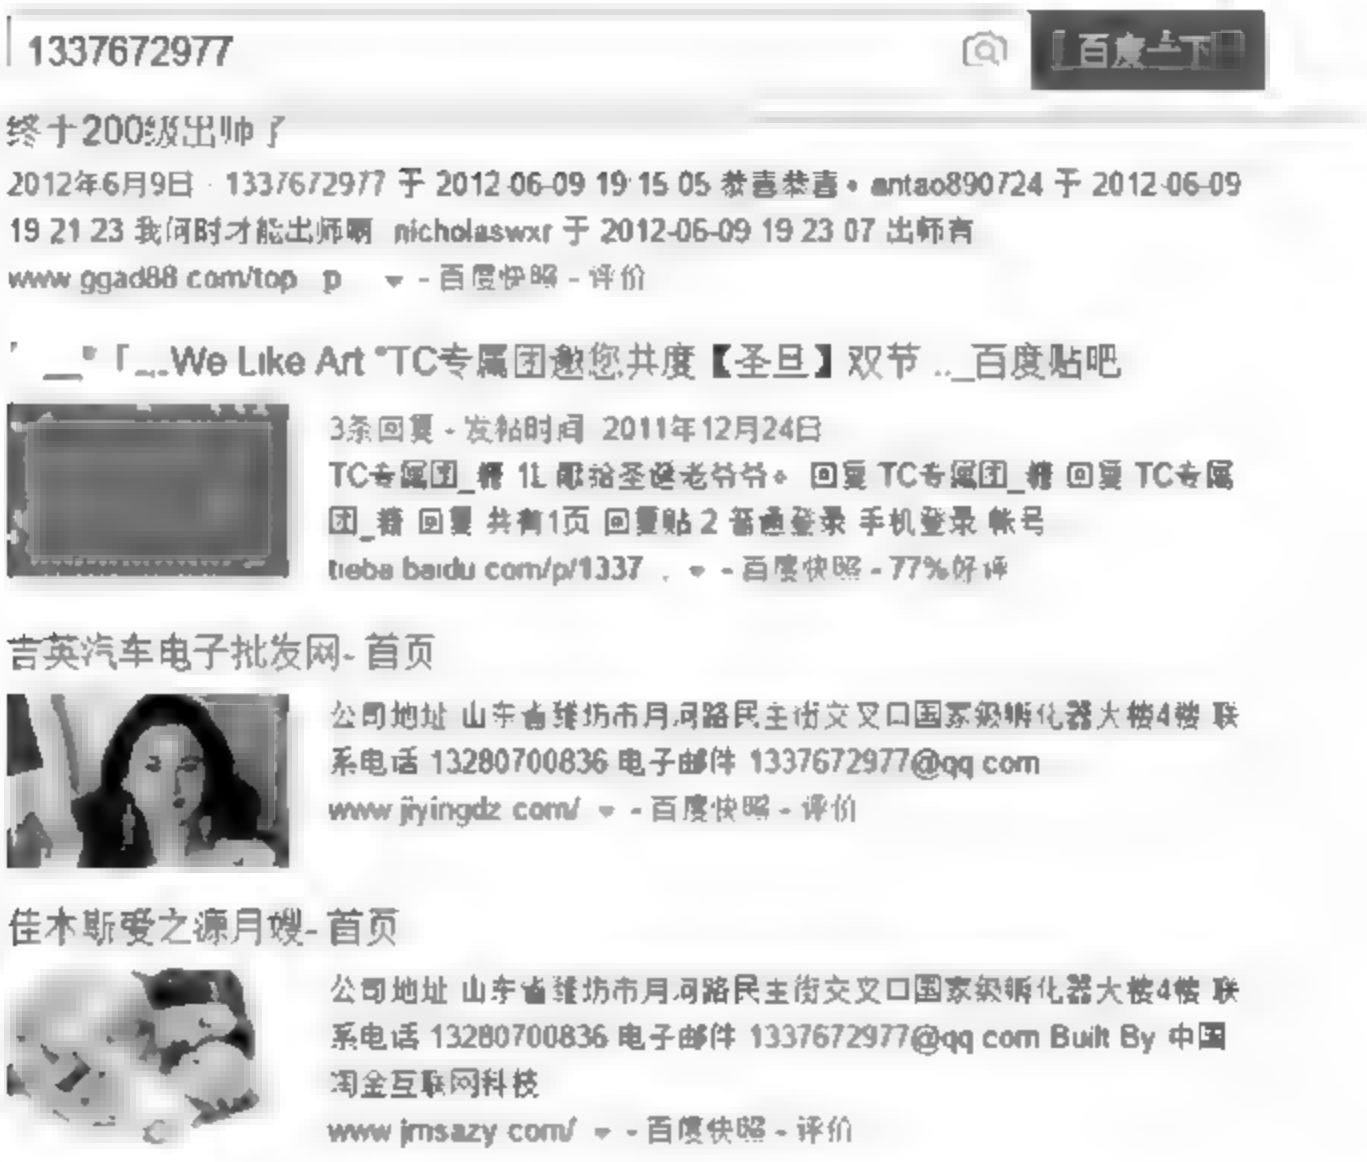 1337672977
百度一下
终于200级出师了
2012年6月9日 · 1337672977 于 2012-06-09 19:15:05 恭喜恭喜。 antao890724 于 2012-06-09
19:21:23 我何时才能出师啊 nicholaswxr 于 2012-06-09 19:23:07 出师有
www.ggad88.com/top...p... - 百度快照 - 评价
We Like Art "TC专属团邀您共度【圣旦】双节 ..._百度贴吧
3条回复 - 发帖时间: 2011年12月24日
TC专属团_糖 1L 献给圣诞老爷爷。 回复 TC专属团_糖 回复 TC专属
团_糖 回复 共有1页 回复贴 2 普通登录 手机登录 帐号
tieba.baidu.com/p/1337... - 百度快照 - 77%好评
吉英汽车电子批发网- 首页
公司地址 山东省潍坊市月河路民主街交叉口国家级孵化器大楼4楼 联
系电话 13280700836 电子邮件 1337672977@qq.com
www.jiyingdz.com/ - 百度快照 - 评价
佳木斯爱之源月嫂- 首页
公司地址 山东省潍坊市月河路民主街交叉口国家级孵化器大楼4楼 联
系电话 13280700836 电子邮件 1337672977@qq.com Built By 中国
淘金互联网科技
www.jmsazy.com/ - 百度快照 - 评价